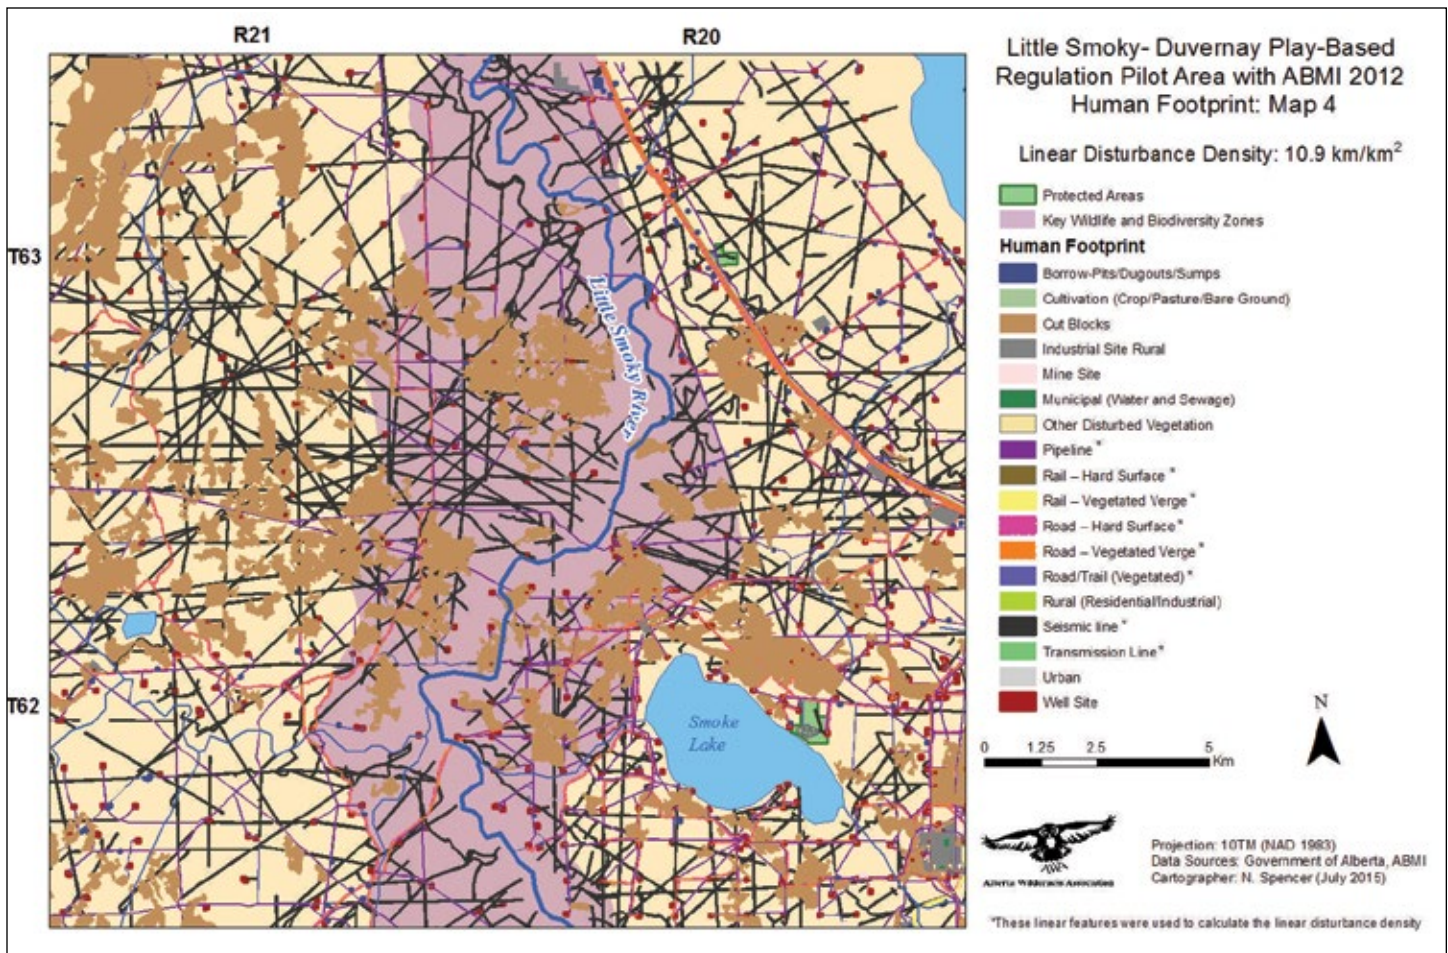 R21
R20
T63
T62
Little Smoky River
Smoke
Lake
Little Smoky- Duvernay Play-Based
Regulation Pilot Area with ABMI 2012
Human Footprint: Map 4
Linear Disturbance Density: 10.9 km/km²
Protected Areas
Key Wildlife and Biodiversity Zones
Human Footprint
Borrow-Pits/Dugouts/Sumps
Cultivation (Crop/Pasture/Bare Ground)
Cut Blocks
Industrial Site Rural
Mine Site
Municipal (Water and Sewage)
Other Disturbed Vegetation
Pipeline*
Rail – Hard Surface*
Rail – Vegetated Verge*
Road – Hard Surface*
Road – Vegetated Verge*
Road/Trail (Vegetated)*
Rural (Residential/Industrial)
Seismic line*
Transmission Line*
Urban
Well Site
N
0 1.25 2.5 5
Km
Alberta Wilderness Association
Projection: 10TM (NAD 1983)
Data Sources: Government of Alberta, ABMI
Cartographer: N. Spencer (July 2015)
*These linear features were used to calculate the linear disturbance density